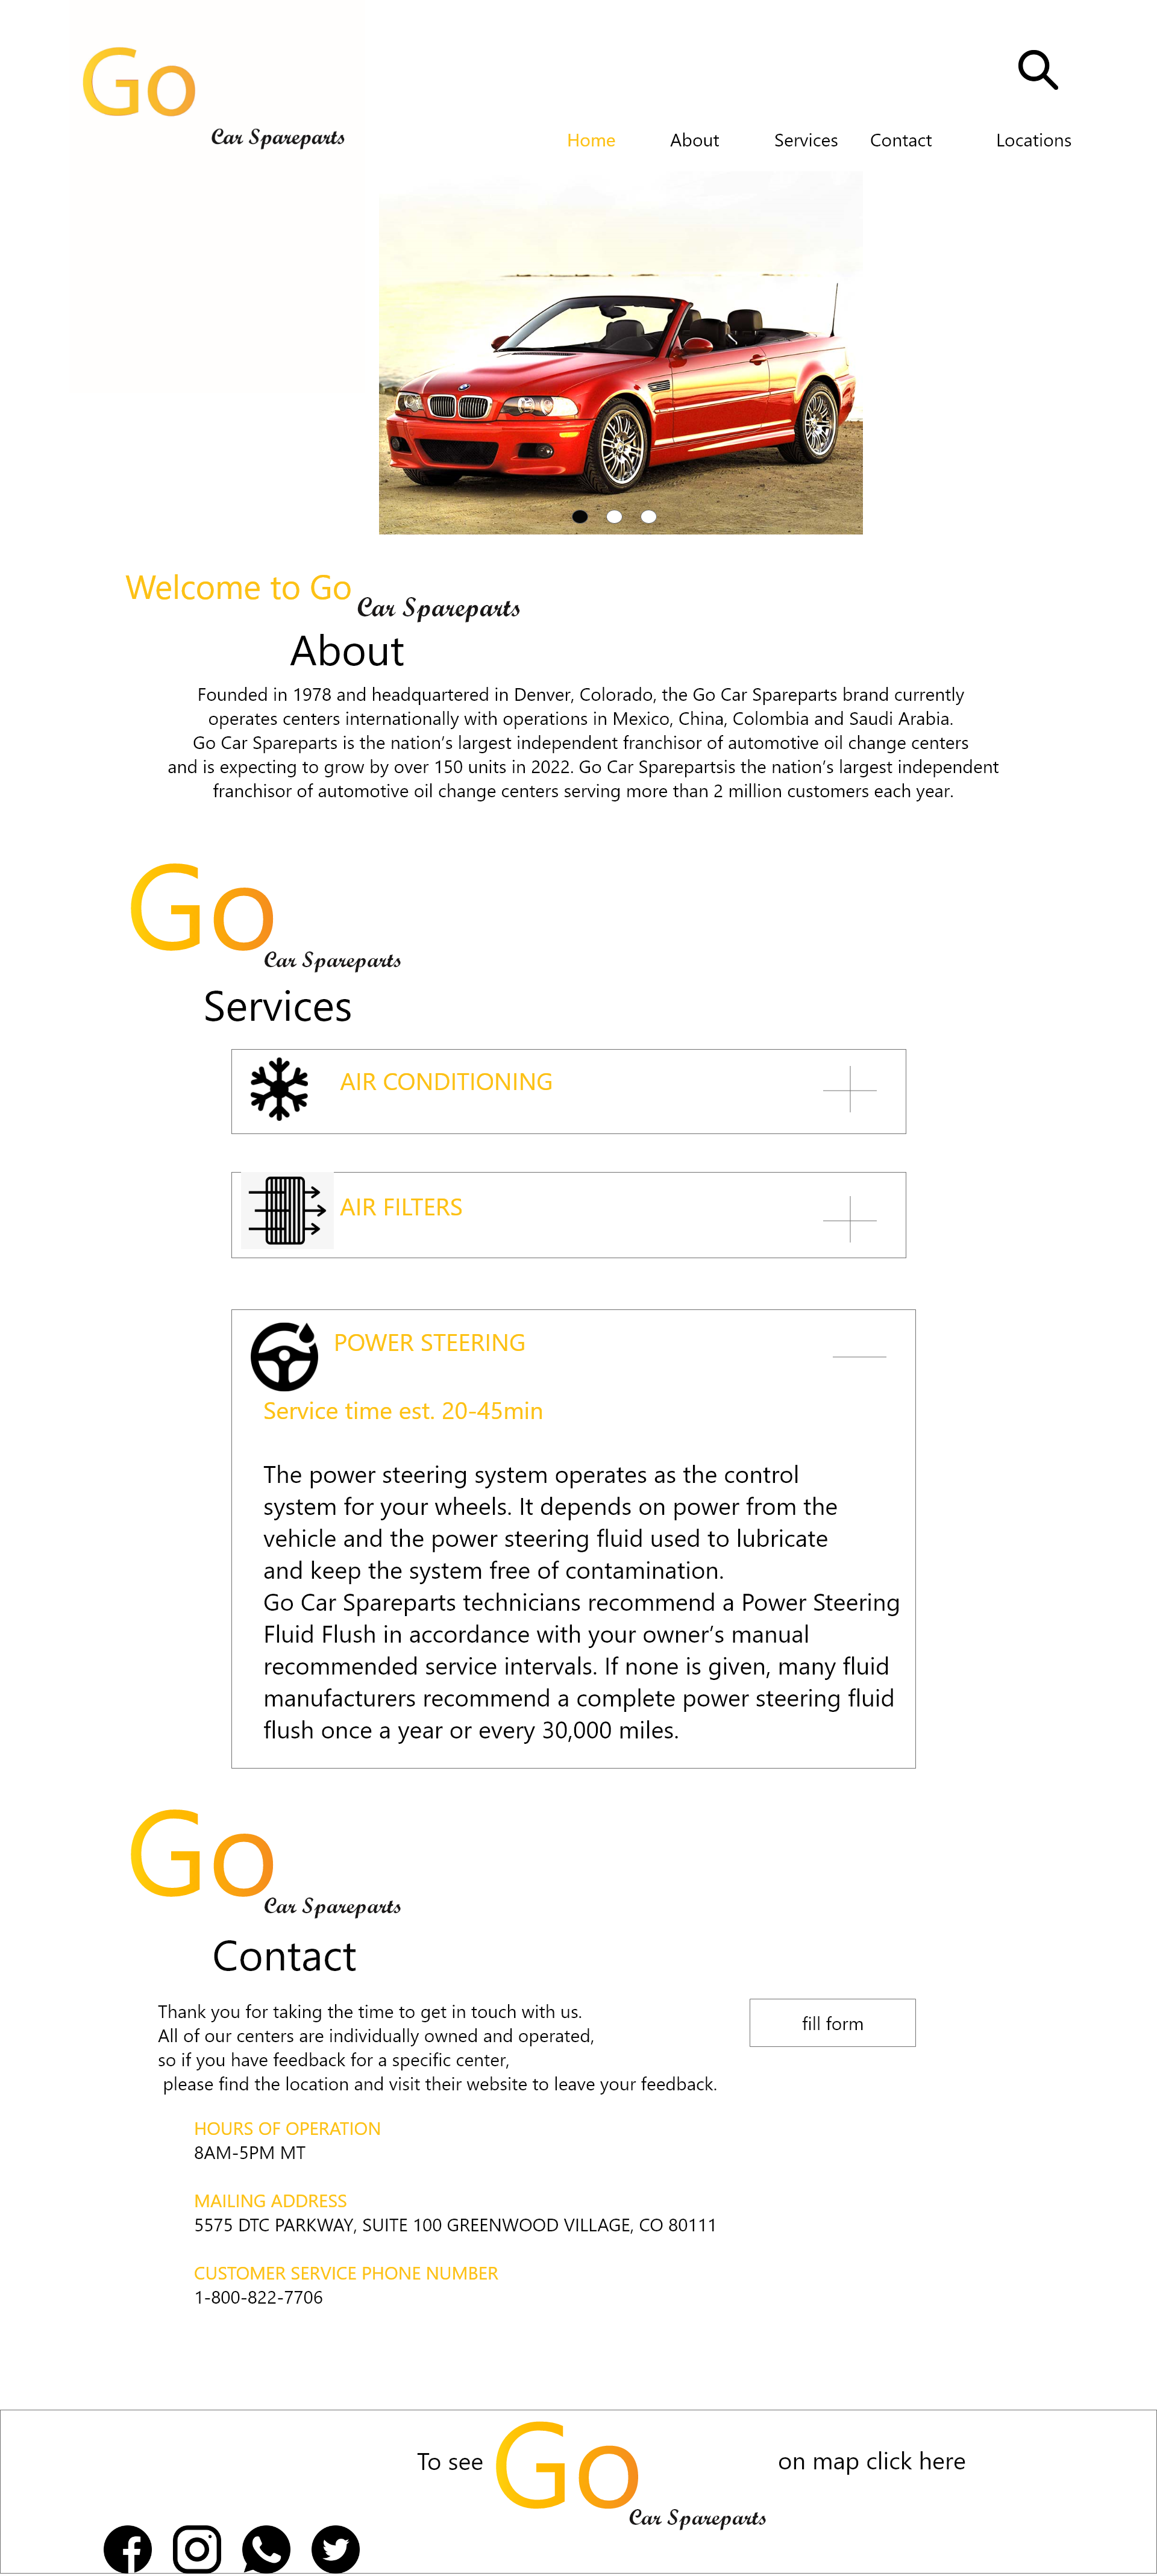 Go
Car Spareparts
Home About Services Contact Locations
Welcome to Go Car Spareparts
About
Founded in 1978 and headquartered in Denver, Colorado, the Go Car Spareparts brand currently
operates centers internationally with operations in Mexico, China, Colombia and Saudi Arabia.
Go Car Spareparts is the nation’s largest independent franchisor of automotive oil change centers
and is expecting to grow by over 150 units in 2022. Go Car Sparepartsis the nation’s largest independent
franchisor of automotive oil change centers serving more than 2 million customers each year.
Go
Car Spareparts
Services
AIR CONDITIONING
AIR FILTERS
POWER STEERING
Service time est. 20-45min
The power steering system operates as the control
system for your wheels. It depends on power from the
vehicle and the power steering fluid used to lubricate
and keep the system free of contamination.
Go Car Spareparts technicians recommend a Power Steering
Fluid Flush in accordance with your owner’s manual
recommended service intervals. If none is given, many fluid
manufacturers recommend a complete power steering fluid
flush once a year or every 30,000 miles.
Go
Car Spareparts
Contact
Thank you for taking the time to get in touch with us.
All of our centers are individually owned and operated,
so if you have feedback for a specific center,
please find the location and visit their website to leave your feedback.
fill form
HOURS OF OPERATION
8AM-5PM MT
MAILING ADDRESS
5575 DTC PARKWAY, SUITE 100 GREENWOOD VILLAGE, CO 80111
CUSTOMER SERVICE PHONE NUMBER
1-800-822-7706
To see Go Car Spareparts on map click here